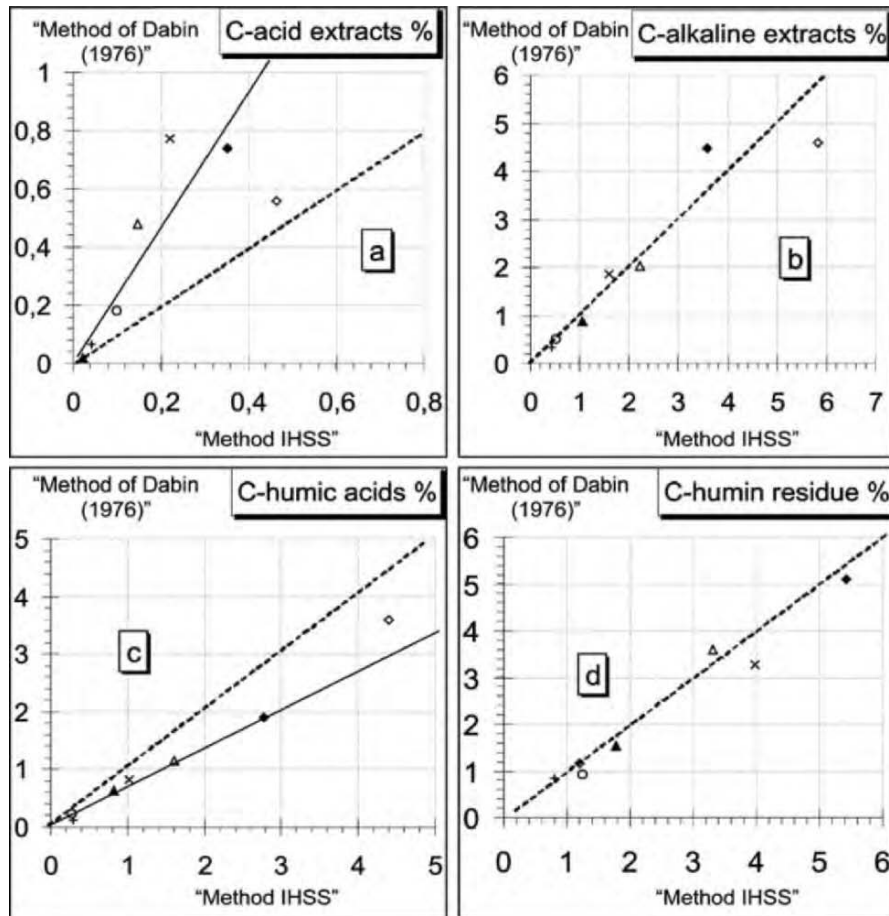 “Method of Dabin
(1976)”
C-acid extracts %
1
0,8
0,6
0,4
0,2
0
a
0 0,2 0,4 0,6 0,8
“Method IHSS”
“Method of Dabin
(1976)”
C-alkaline extracts %
6
5
4
3
2
1
0
b
0 1 2 3 4 5 6 7
“Method IHSS”
“Method of Dabin
(1976)”
C-humic acids %
5
4
3
2
1
0
c
0 1 2 3 4 5
“Method IHSS”
“Method of Dabin
(1976)”
C-humin residue %
6
5
4
3
2
1
0
d
0 1 2 3 4 5 6
“Method IHSS”